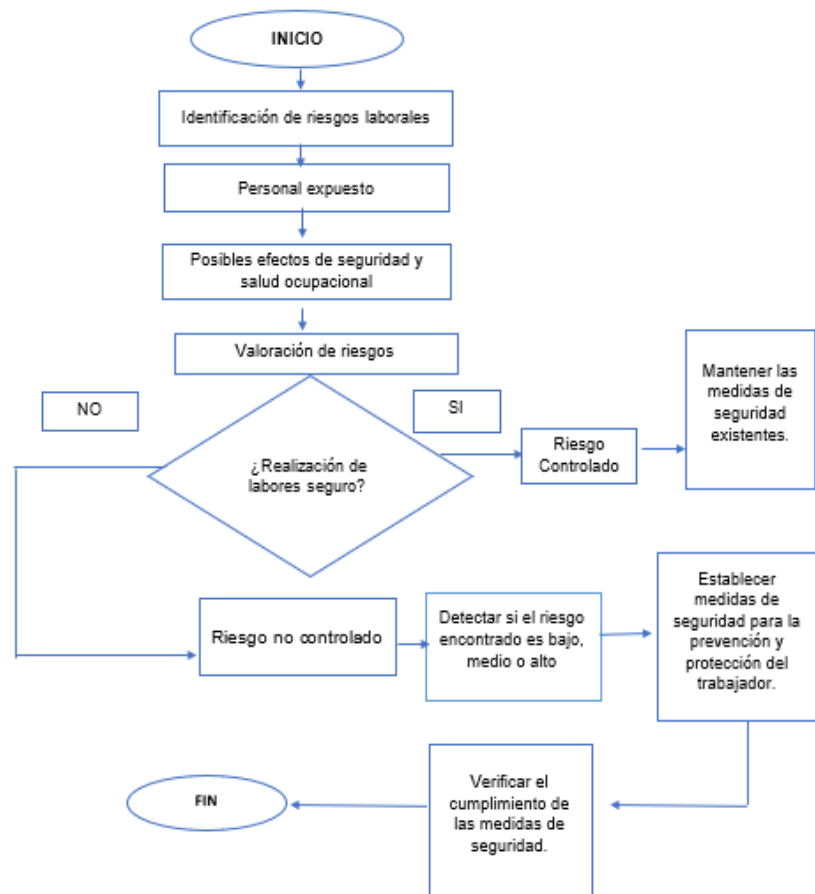 INICIO
Identificación de riesgos laborales
Personal expuesto
Posibles efectos de seguridad y
salud ocupacional
Valoración de riesgos
NO
SI
¿Realización de
labores seguro?
Riesgo
Controlado
Mantener las
medidas de
seguridad
existentes.
Riesgo no controlado
Detectar si el riesgo
encontrado es bajo,
medio o alto
Establecer
medidas de
seguridad para la
prevención y
protección del
trabajador.
Verificar el
cumplimiento de
las medidas de
seguridad.
FIN